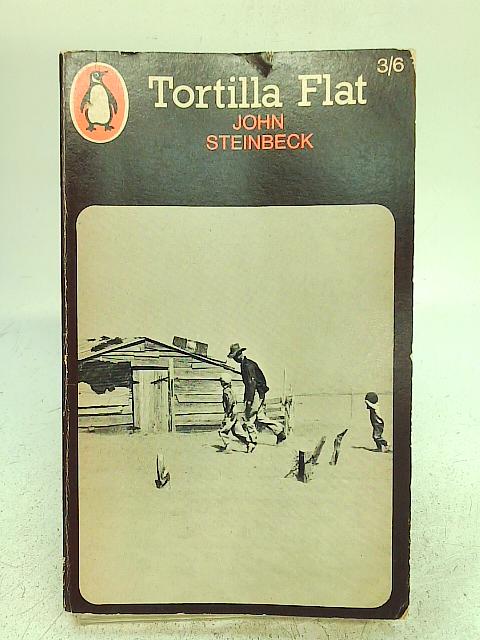 3/6
Tortilla Flat
JOHN
STEINBECK